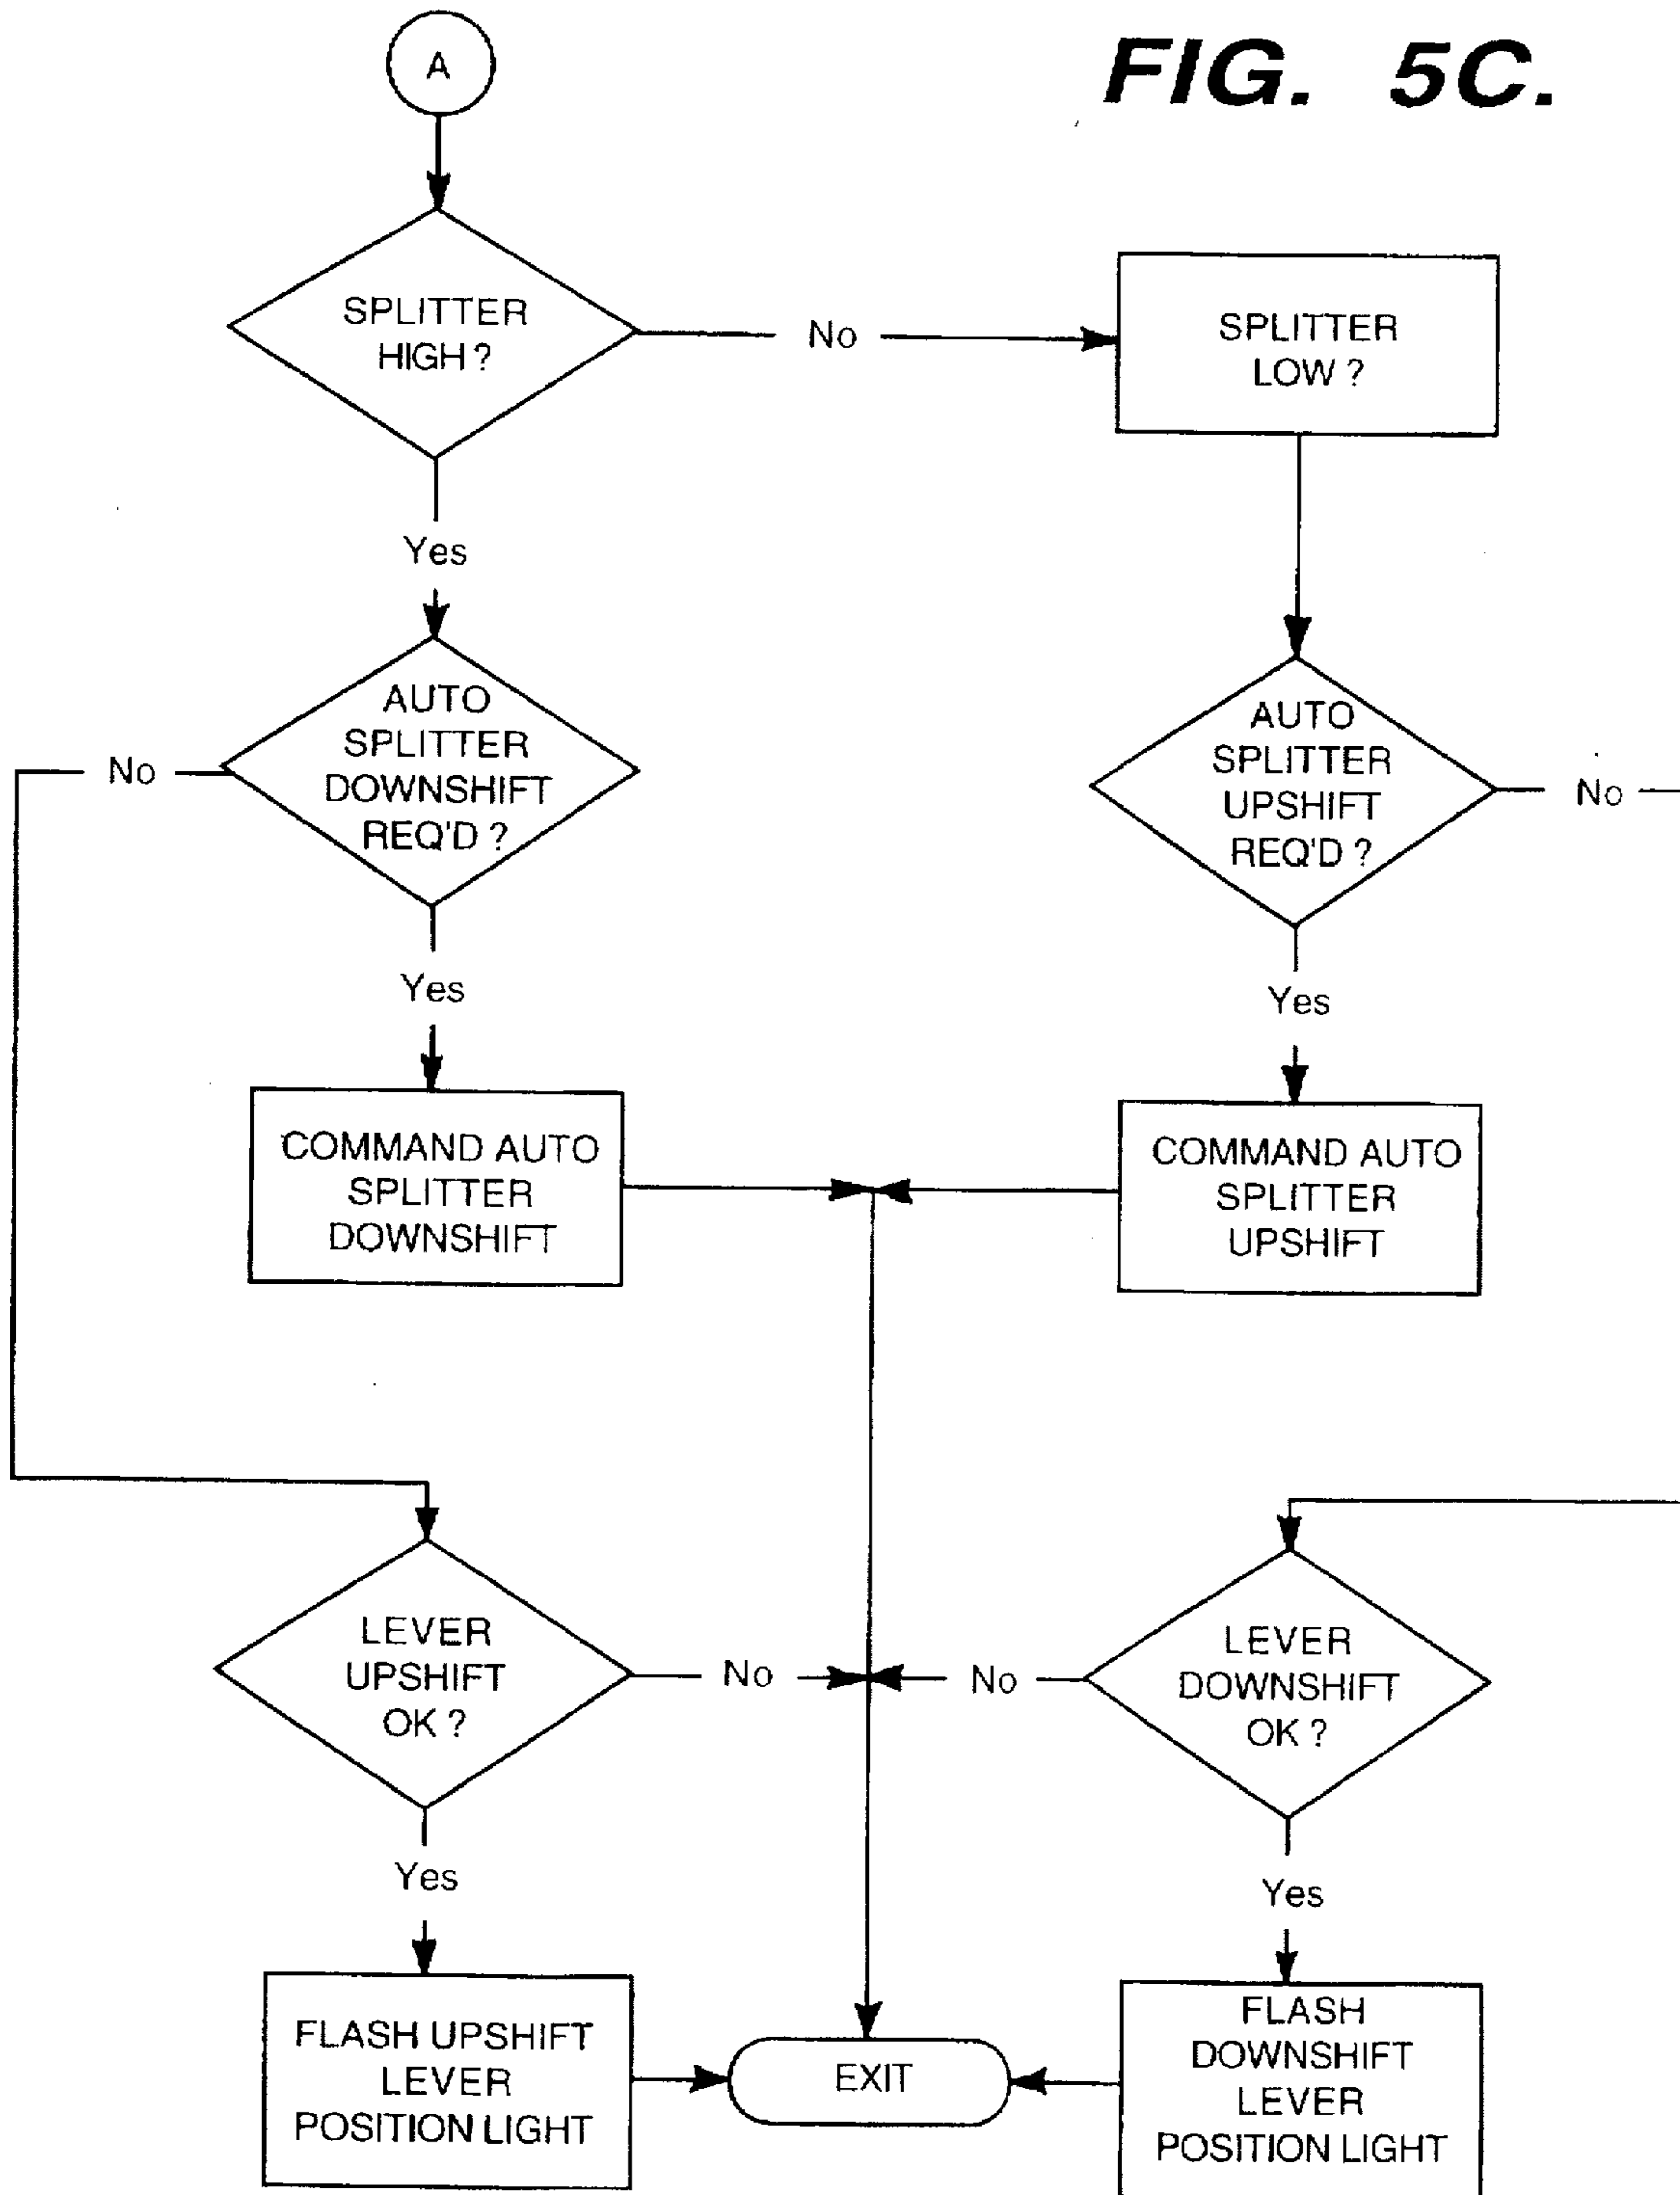 FIG. 5C.
A
SPLITTER
HIGH ?
No
SPLITTER
LOW ?
Yes
AUTO
SPLITTER
DOWNSHIFT
REQ'D ?
No
AUTO
SPLITTER
UPSHIFT
REQ'D ?
No
Yes
Yes
COMMAND AUTO
SPLITTER
DOWNSHIFT
COMMAND AUTO
SPLITTER
UPSHIFT
LEVER
UPSHIFT
OK ?
No
No
LEVER
DOWNSHIFT
OK ?
Yes
Yes
FLASH UPSHIFT
LEVER
POSITION LIGHT
EXIT
FLASH
DOWNSHIFT
LEVER
POSITION LIGHT